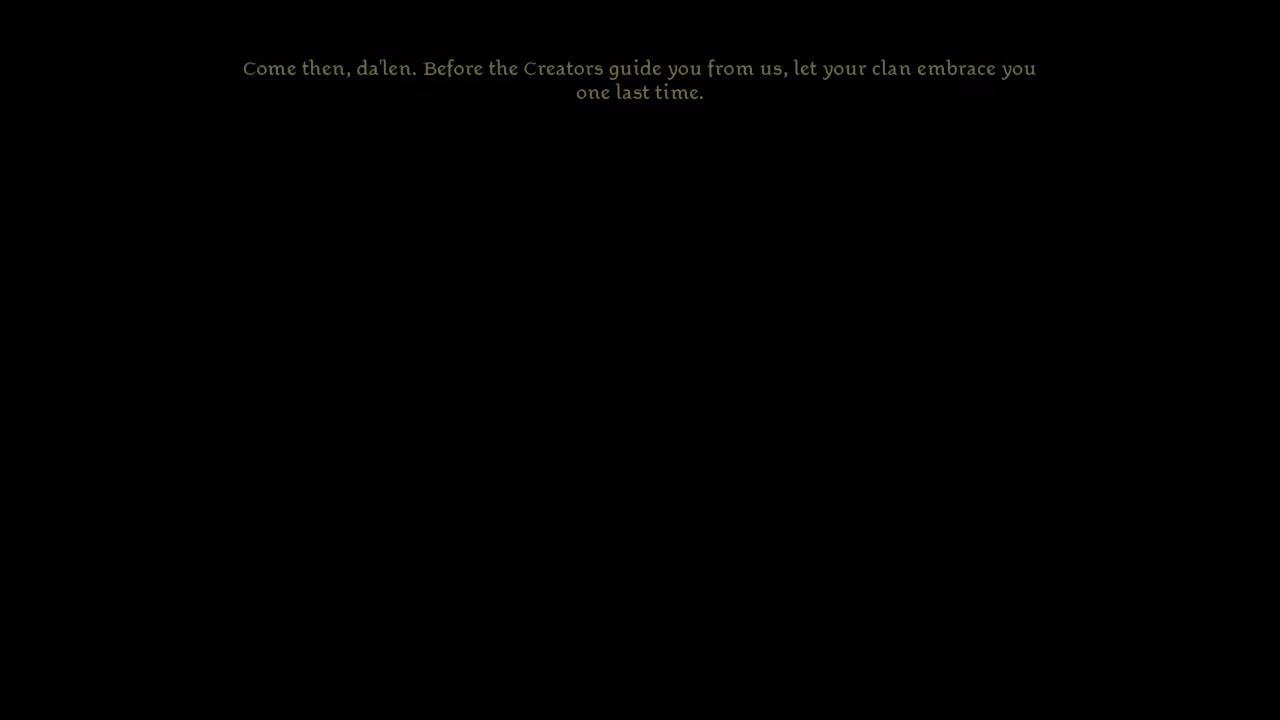 Come then, da'len. Before the Creators guide you from us, let your clan embrace you
one last time.